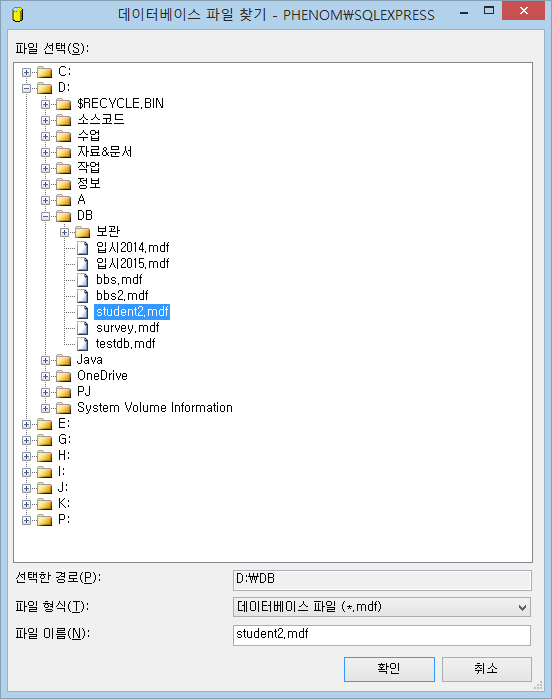 데이터베이스 파일 찾기 - PHENOM₩SQLEXPRESS
파일 선택(S):
C:
D:
$RECYCLE.BIN
소스코드
수업
자료&문서
작업
정보
A
DB
보관
입시2014.mdf
입시2015.mdf
bbs.mdf
bbs2.mdf
student2.mdf
survey.mdf
testdb.mdf
Java
OneDrive
PJ
System Volume Information
E:
G:
H:
I:
J:
K:
P:
선택한 경로(P):
D:₩DB
파일 형식(T):
데이터베이스 파일 (*.mdf)
파일 이름(N):
student2.mdf
확인
취소